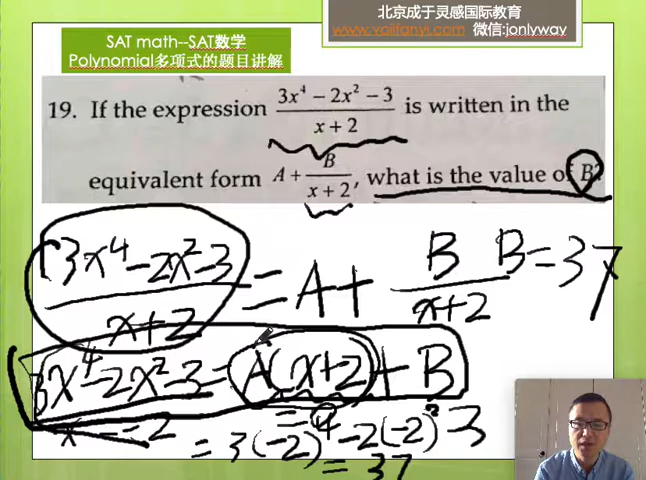 SAT math--SAT数学
Polynomial多项式的题目讲解
北京成于灵感国际教育
www.yolifanyi.com 微信:jonlyway
19. If the expression (3x⁴ − 2x² − 3)/(x + 2) is written in the
equivalent form A + B/(x + 2), what is the value of B?
(3x⁴ − 2x² − 3)/(x+2) = A + B/(x+2) B = 37
3x⁴ − 2x² − 3 = A(x+2) + B
x = −2
= 3(−2)⁴ − 2(−2)² − 3
= 37